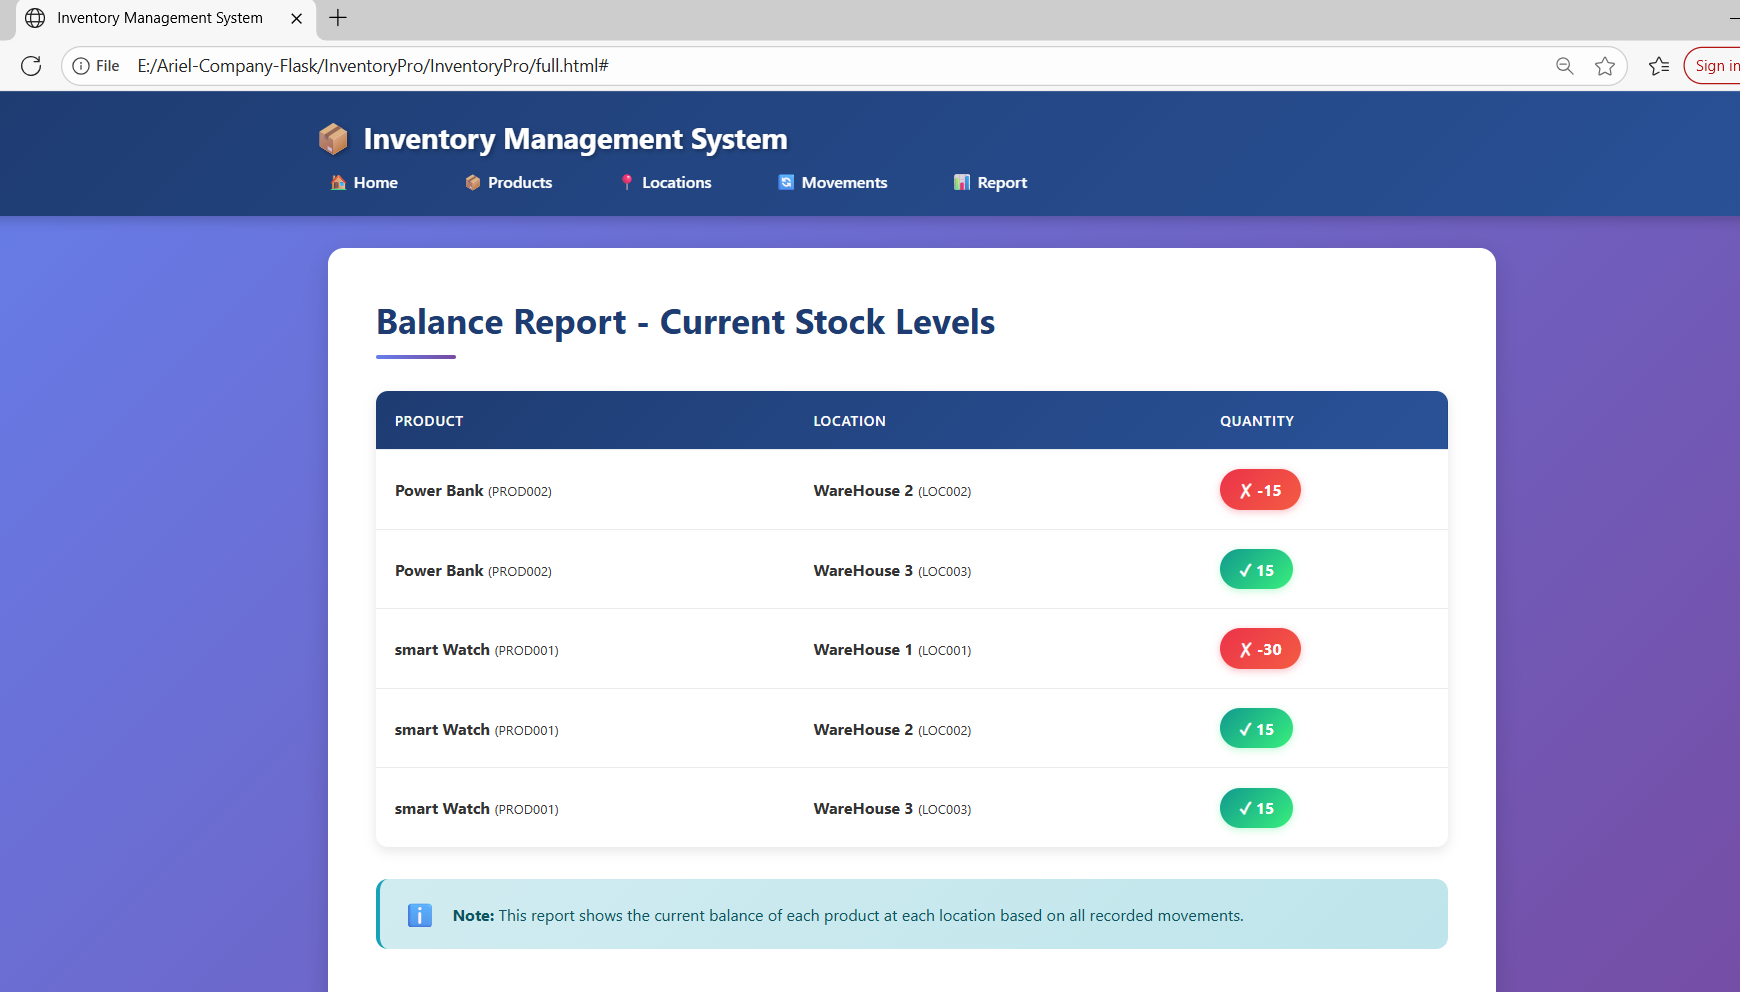 Inventory Management System
File E:/Ariel-Company-Flask/InventoryPro/InventoryPro/full.html#
Sign in
Inventory Management System
Home Products Locations Movements Report
Balance Report - Current Stock Levels
PRODUCT LOCATION QUANTITY
Power Bank (PROD002) WareHouse 2 (LOC002) ✗ -15
Power Bank (PROD002) WareHouse 3 (LOC003) ✓ 15
smart Watch (PROD001) WareHouse 1 (LOC001) ✗ -30
smart Watch (PROD001) WareHouse 2 (LOC002) ✓ 15
smart Watch (PROD001) WareHouse 3 (LOC003) ✓ 15
Note: This report shows the current balance of each product at each location based on all recorded movements.